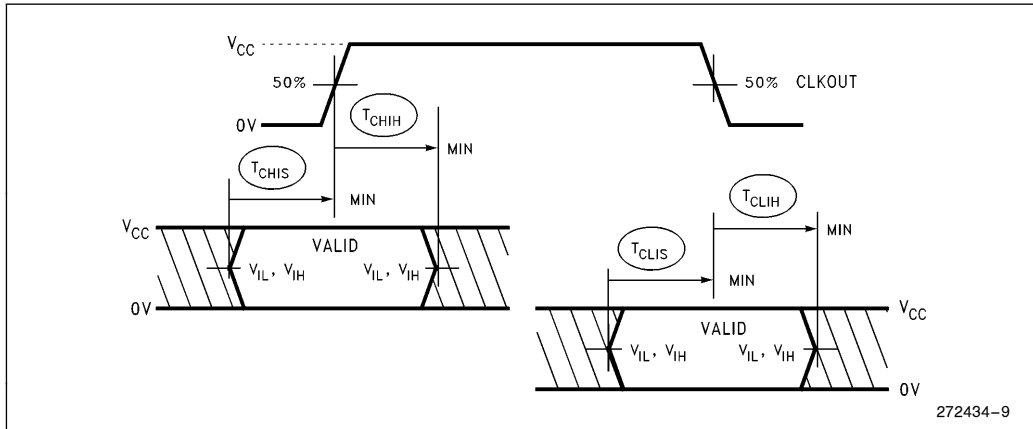 VCC
50%
50% CLKOUT
0V
TCHIH
MIN
TCHIS
MIN
TCLIH
MIN
VCC
VALID
TCLIS
MIN
VIL, VIH
VIL, VIH
0V
VCC
VALID
VIL, VIH
VIL, VIH
0V
272434-9